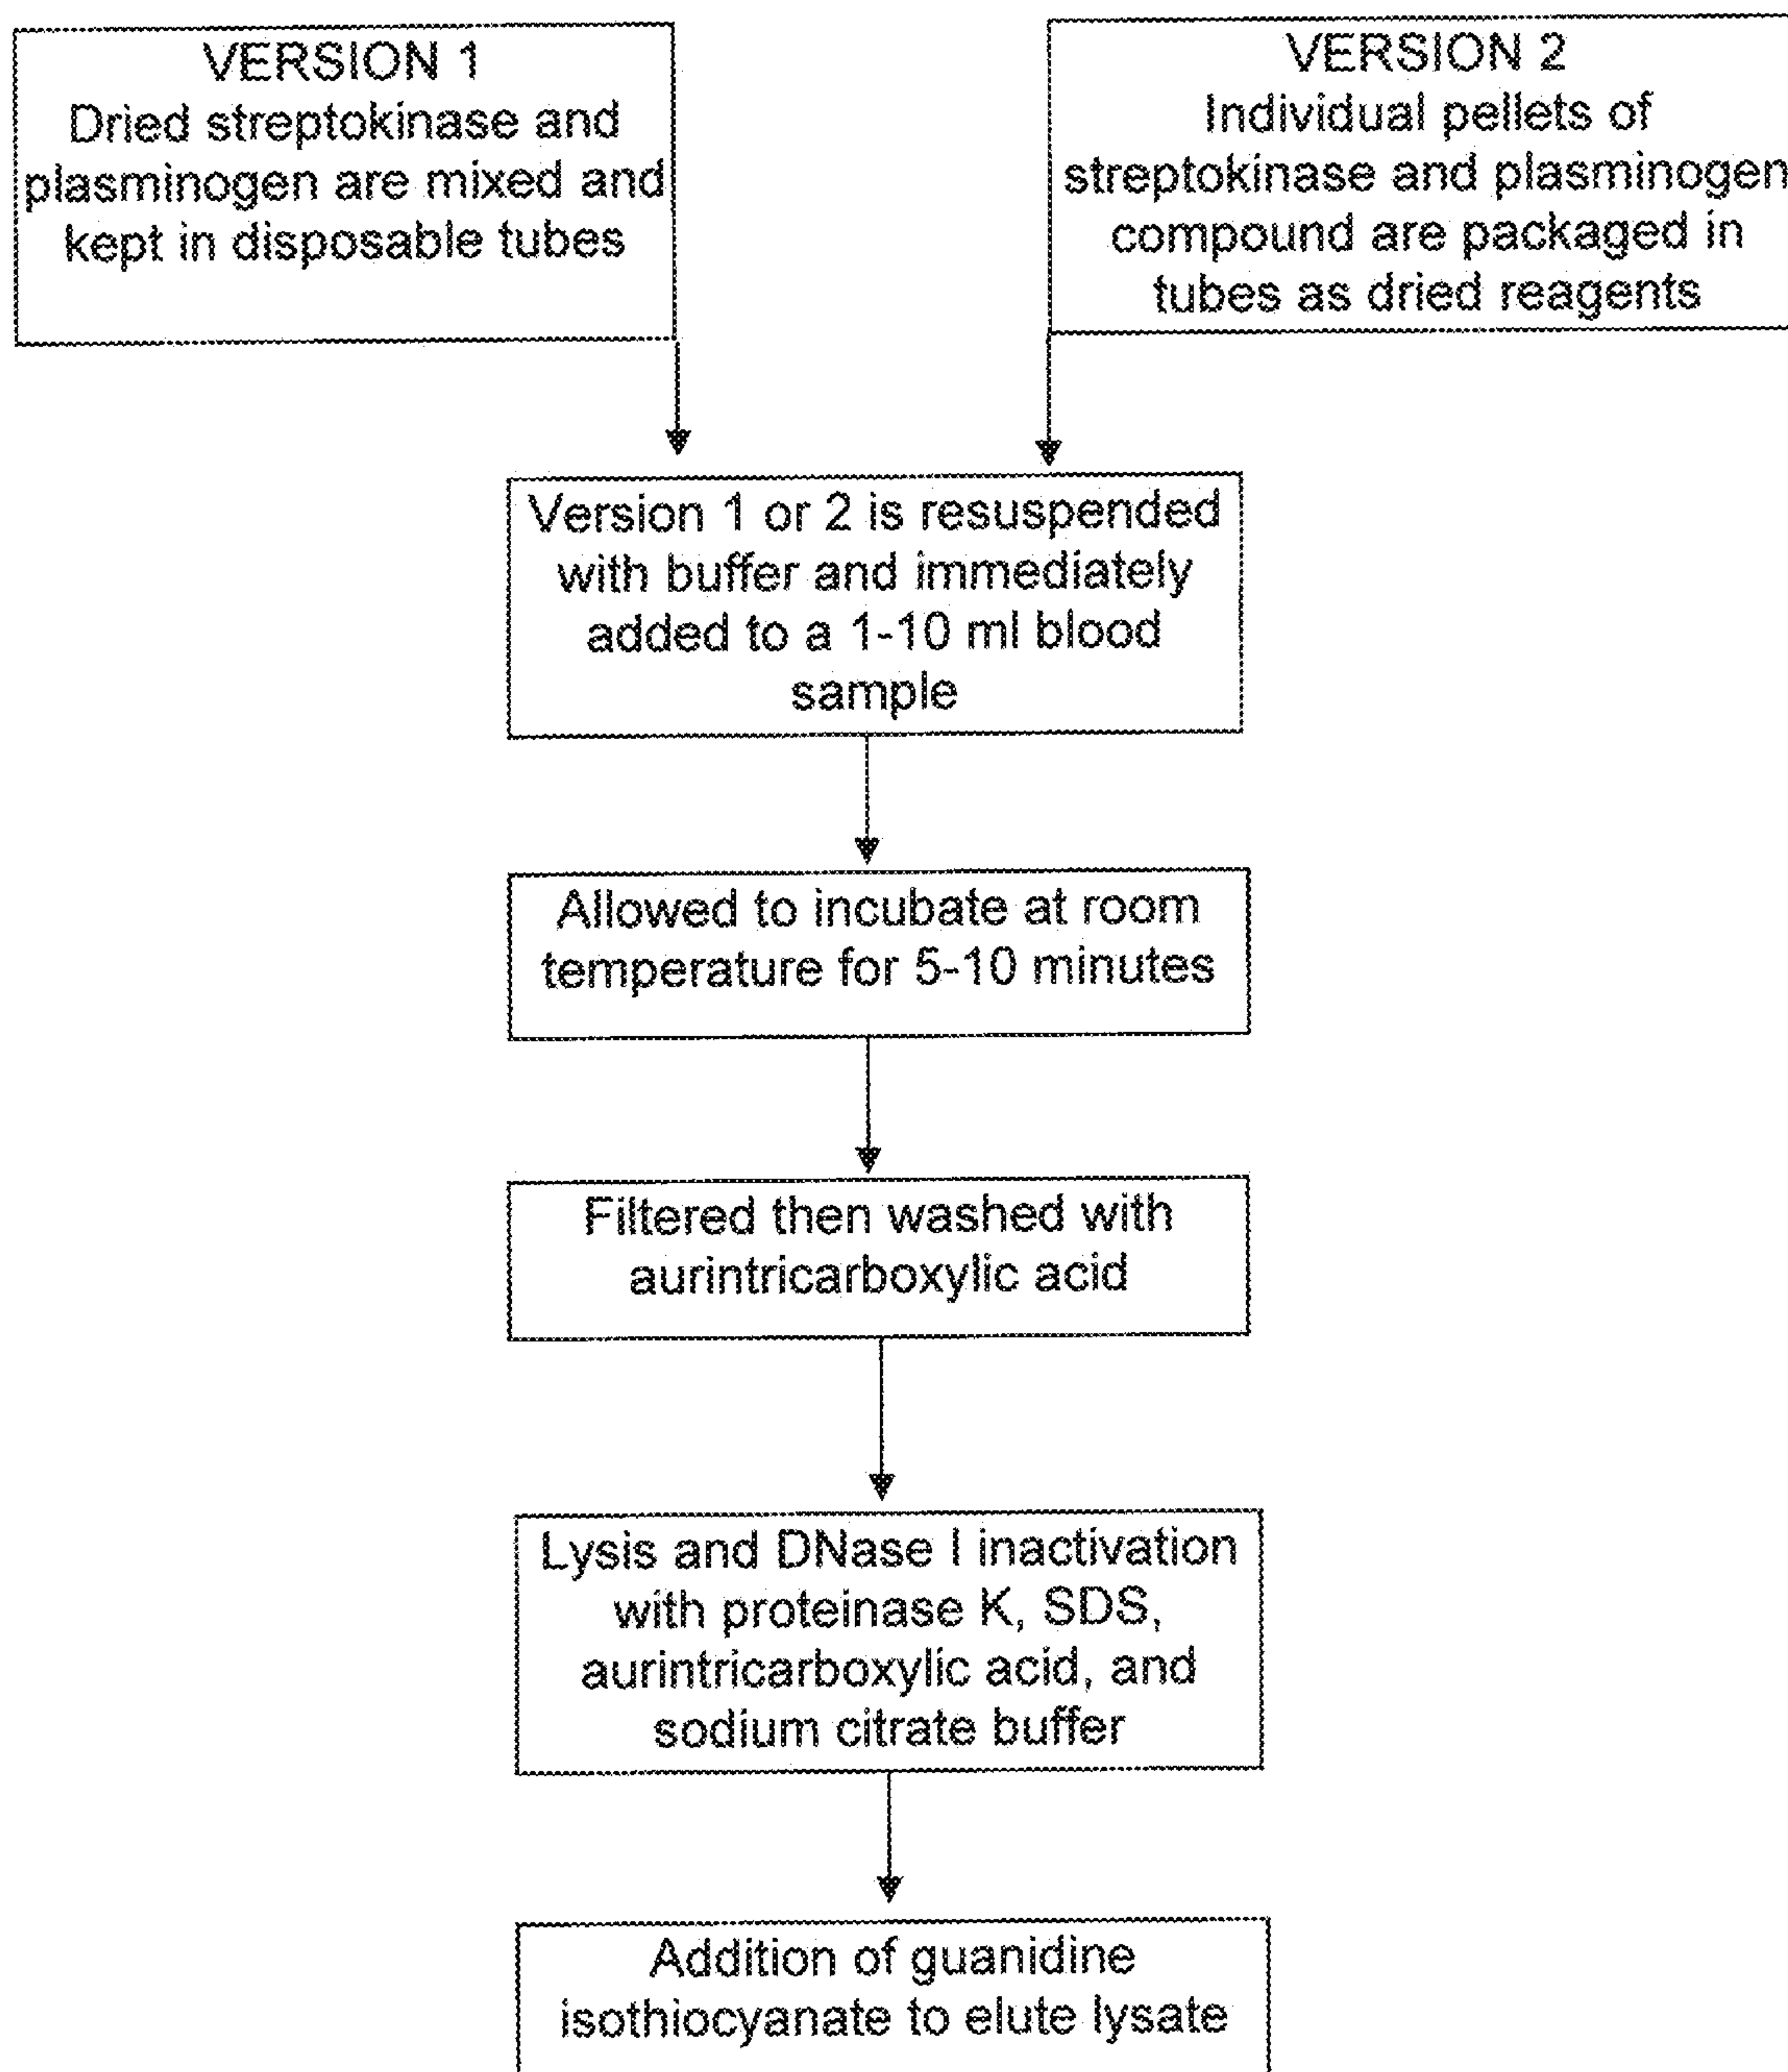 VERSION 1
Dried streptokinase and
plasminogen are mixed and
kept in disposable tubes
VERSION 2
Individual pellets of
streptokinase and plasminogen
compound are packaged in
tubes as dried reagents
Version 1 or 2 is resuspended
with buffer and immediately
added to a 1-10 ml blood
sample
Allowed to incubate at room
temperature for 5-10 minutes
Filtered then washed with
aurintricarboxylic acid
Lysis and DNase I inactivation
with proteinase K, SDS,
aurintricarboxylic acid, and
sodium citrate buffer
Addition of guanidine
isothiocyanate to elute lysate